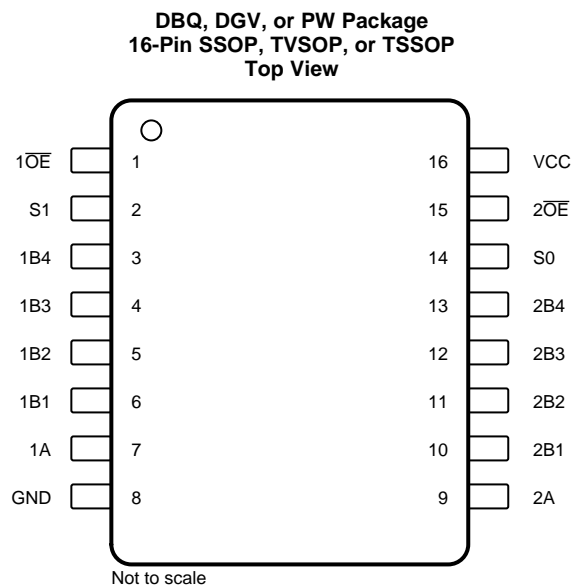 DBQ, DGV, or PW Package
16-Pin SSOP, TVSOP, or TSSOP
Top View
1O̅E̅ 1 16 VCC
S1 2 15 2O̅E̅
1B4 3 14 S0
1B3 4 13 2B4
1B2 5 12 2B3
1B1 6 11 2B2
1A 7 10 2B1
GND 8 9 2A
Not to scale